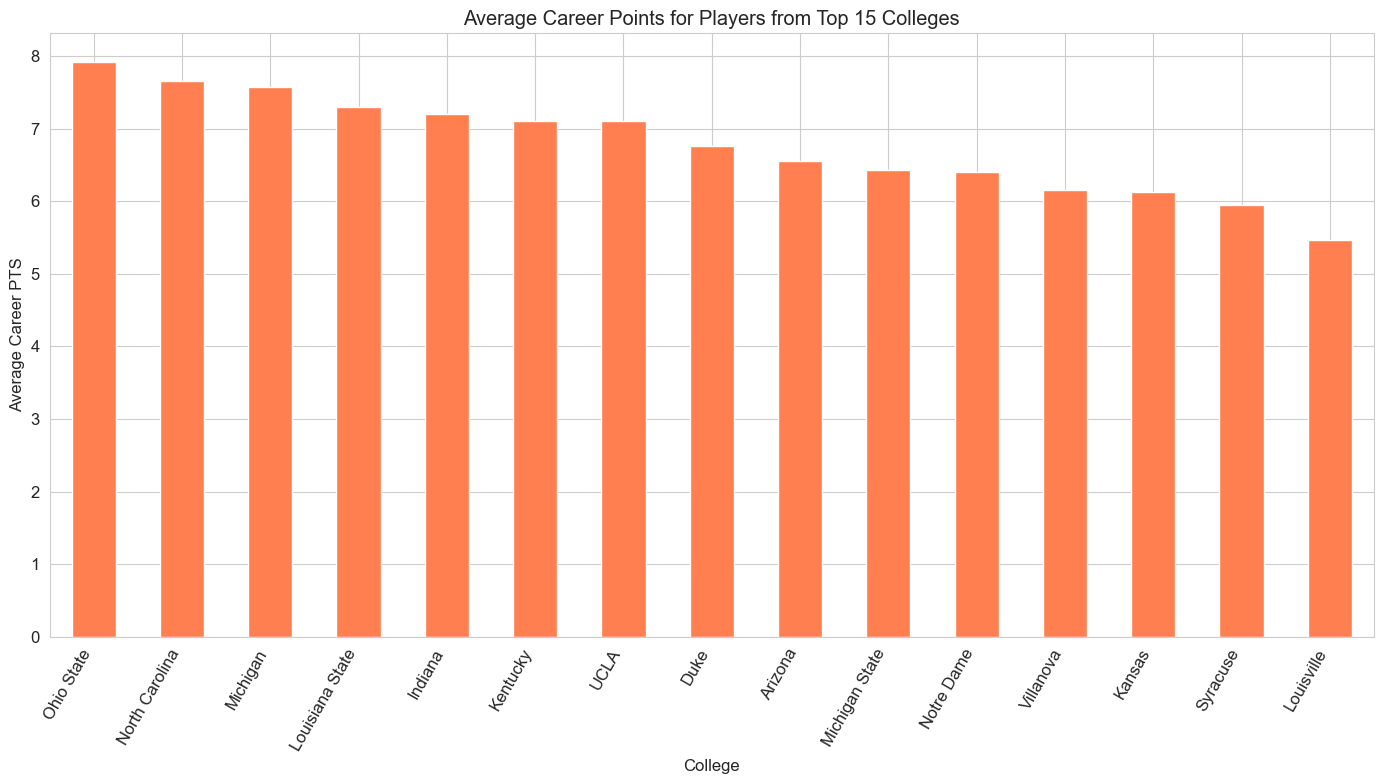 Average Career Points for Players from Top 15 Colleges
Average Career PTS
8
7
6
5
4
3
2
1
0
Ohio State
North Carolina
Michigan
Louisiana State
Indiana
Kentucky
UCLA
Duke
Arizona
Michigan State
Notre Dame
Villanova
Kansas
Syracuse
Louisville
College